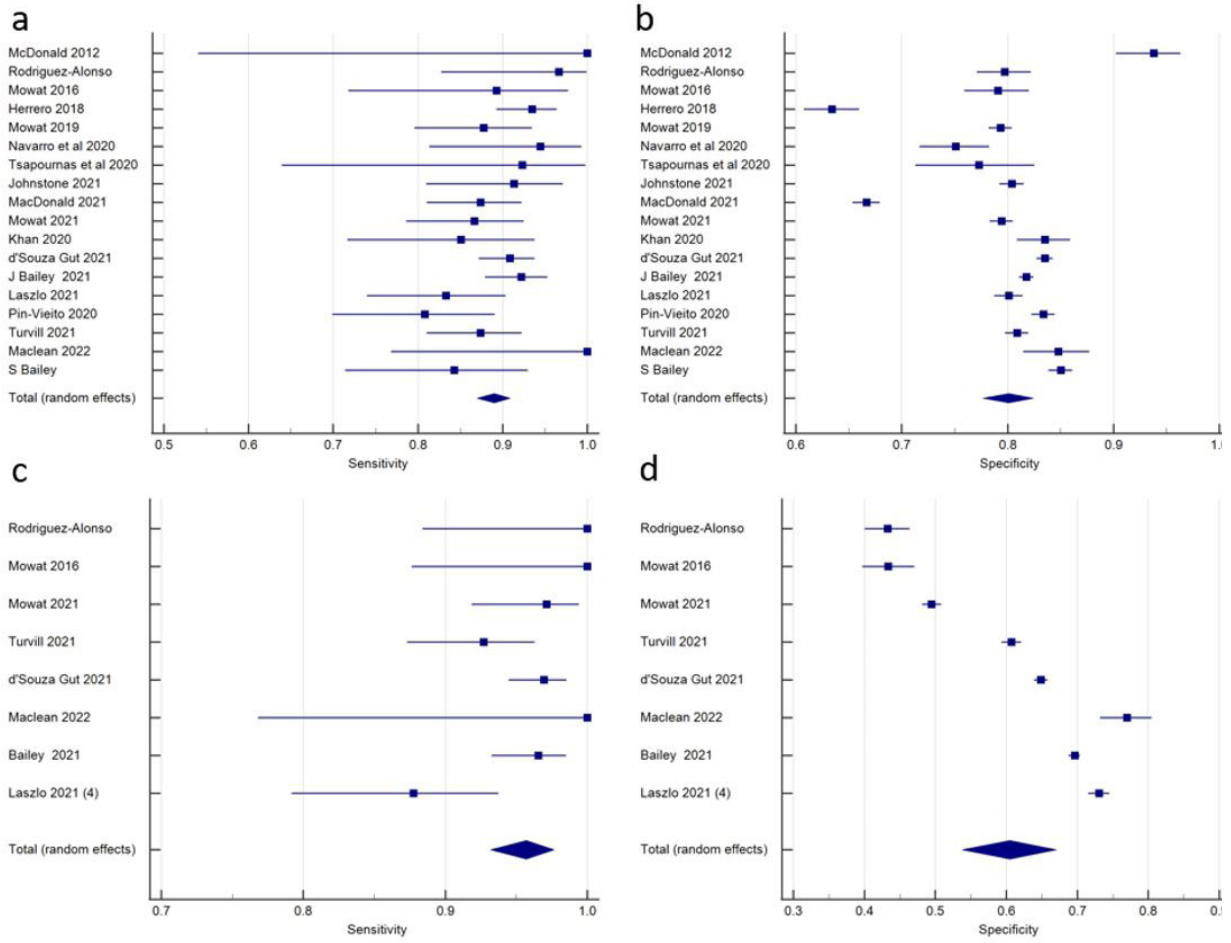 a
McDonald 2012
Rodriguez-Alonso
Mowat 2016
Herrero 2018
Mowat 2019
Navarro et al 2020
Tsapournas et al 2020
Johnstone 2021
MacDonald 2021
Mowat 2021
Khan 2020
d'Souza Gut 2021
J Bailey 2021
Laszlo 2021
Pin-Vieito 2020
Turvill 2021
Maclean 2022
S Bailey
Total (random effects)
0.5 0.6 0.7 0.8 0.9 1.0
Sensitivity
b
McDonald 2012
Rodriguez-Alonso
Mowat 2016
Herrero 2018
Mowat 2019
Navarro et al 2020
Tsapournas et al 2020
Johnstone 2021
MacDonald 2021
Mowat 2021
Khan 2020
d'Souza Gut 2021
J Bailey 2021
Laszlo 2021
Pin-Vieito 2020
Turvill 2021
Maclean 2022
S Bailey
Total (random effects)
0.6 0.7 0.8 0.9
Specificity
c
Rodriguez-Alonso
Mowat 2016
Mowat 2021
Turvill 2021
d'Souza Gut 2021
Maclean 2022
Bailey 2021
Laszlo 2021 (4)
Total (random effects)
0.7 0.8 0.9 1.0
Sensitivity
d
Rodriguez-Alonso
Mowat 2016
Mowat 2021
Turvill 2021
d'Souza Gut 2021
Maclean 2022
Bailey 2021
Laszlo 2021 (4)
Total (random effects)
0.3 0.4 0.5 0.6 0.7 0.8
Specificity